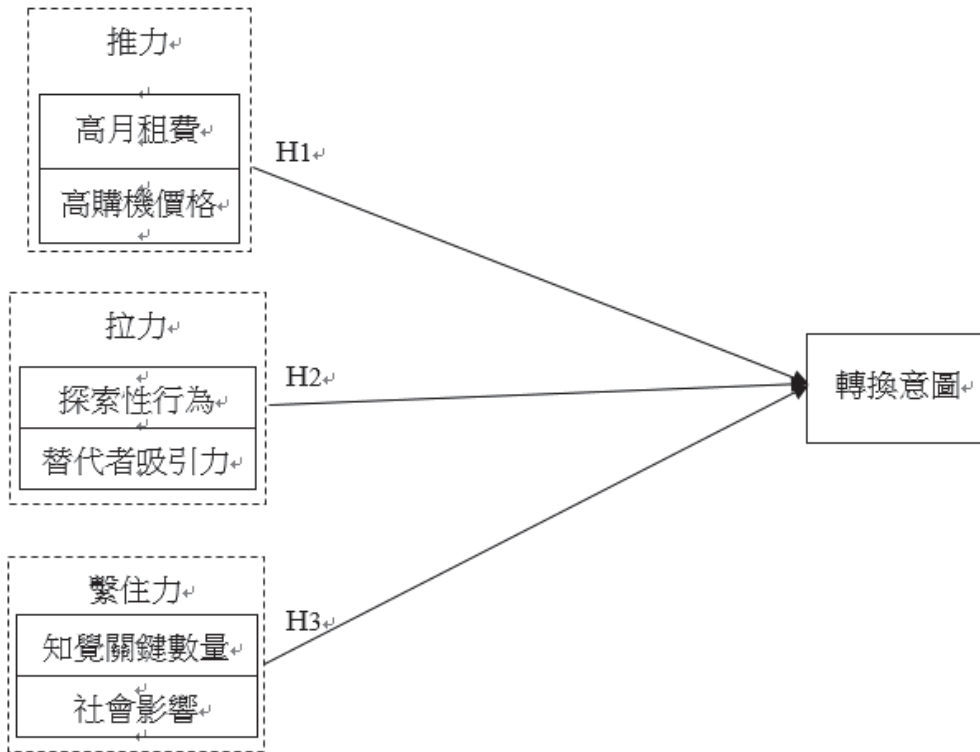 推力
高月租費
H1
高購機價格
拉力
H2
探索性行為
轉換意圖
替代者吸引力
繫住力
H3
知覺關鍵數量
社會影響